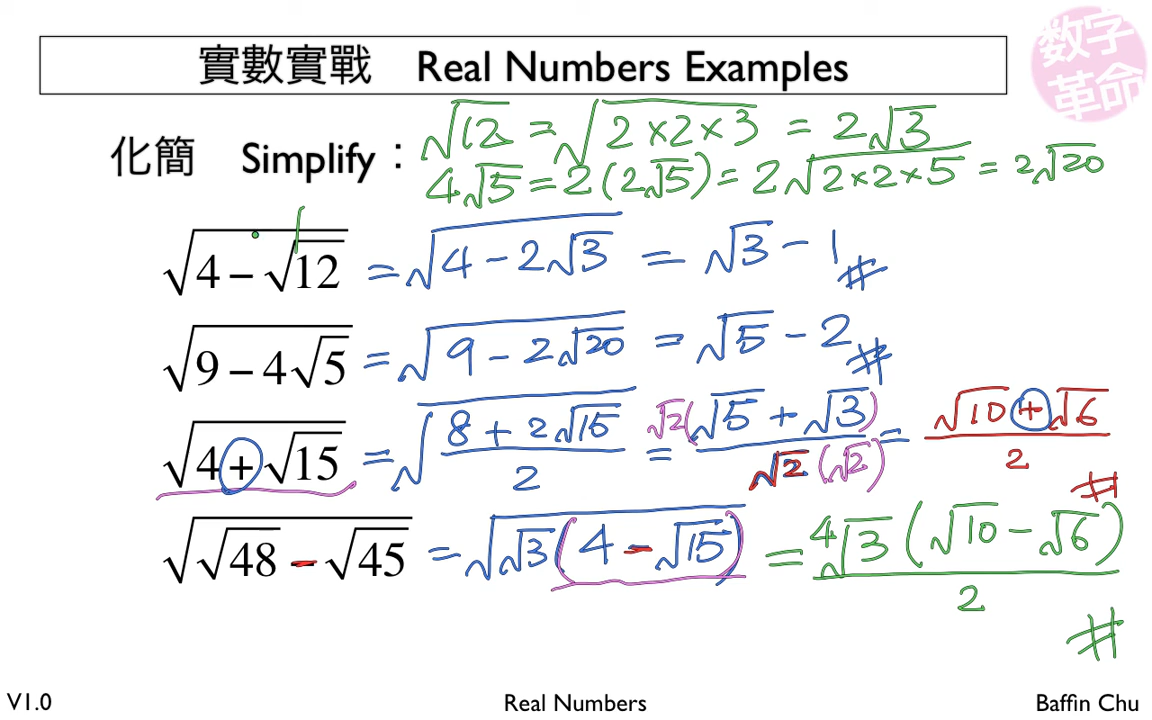 數字
革命
實數實戰 Real Numbers Examples
化簡 Simplify：
√12 = √(2×2×3) = 2√3
4√5 = 2(2√5) = 2√(2×2×5) = 2√20
√(4−√12) = √(4−2√3) = √3 − 1 #
√(9−4√5) = √(9−2√20) = √5 − 2 #
√(4+√15) = √((8+2√15)/2) = √2(√5+√3)/√2(√2) = (√10+√6)/2 #
√(√48−√45) = √(√3(4−√15)) = ⁴√3(√10−√6)/2 #
V1.0 Real Numbers Baffin Chu